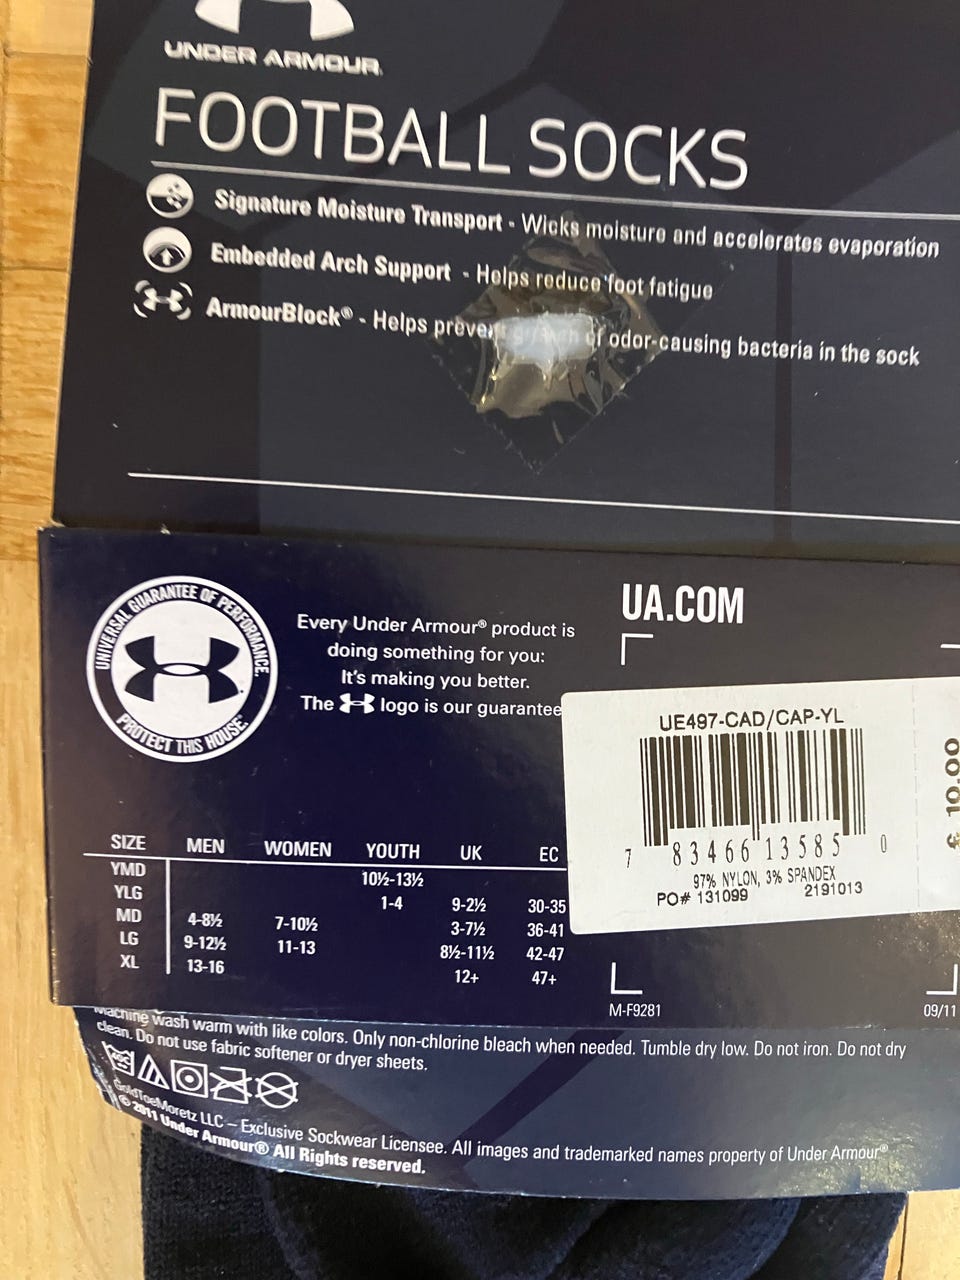 UNDER ARMOUR
FOOTBALL SOCKS
Signature Moisture Transport - Wicks moisture and accelerates evaporation
Embedded Arch Support - Helps reduce foot fatigue
ArmourBlock® - Helps prevent growth of odor-causing bacteria in the sock
UNIVERSAL GUARANTEE OF PERFORMANCE.
PROTECT THIS HOUSE.
Every Under Armour® product is
doing something for you:
It's making you better.
The logo is our guarantee
UA.COM
UE497-CAD/CAP-YL
7 83466 13585 0
97% NYLON, 3% SPANDEX
PO# 131099 2191013
£ 10.00
SIZE MEN WOMEN YOUTH UK EC
YMD 10½-13½
YLG 1-4 9-2½ 30-35
MD 4-8½ 7-10½ 3-7½ 36-41
LG 9-12½ 11-13 8½-11½ 42-47
XL 13-16 12+ 47+
M-F9281 09/11
Machine wash warm with like colors. Only non-chlorine bleach when needed. Tumble dry low. Do not iron. Do not dry
clean. Do not use fabric softener or dryer sheets.
GoldToeMoretz LLC – Exclusive Sockwear Licensee. All images and trademarked names property of Under Armour®
© 2011 Under Armour® All Rights reserved.